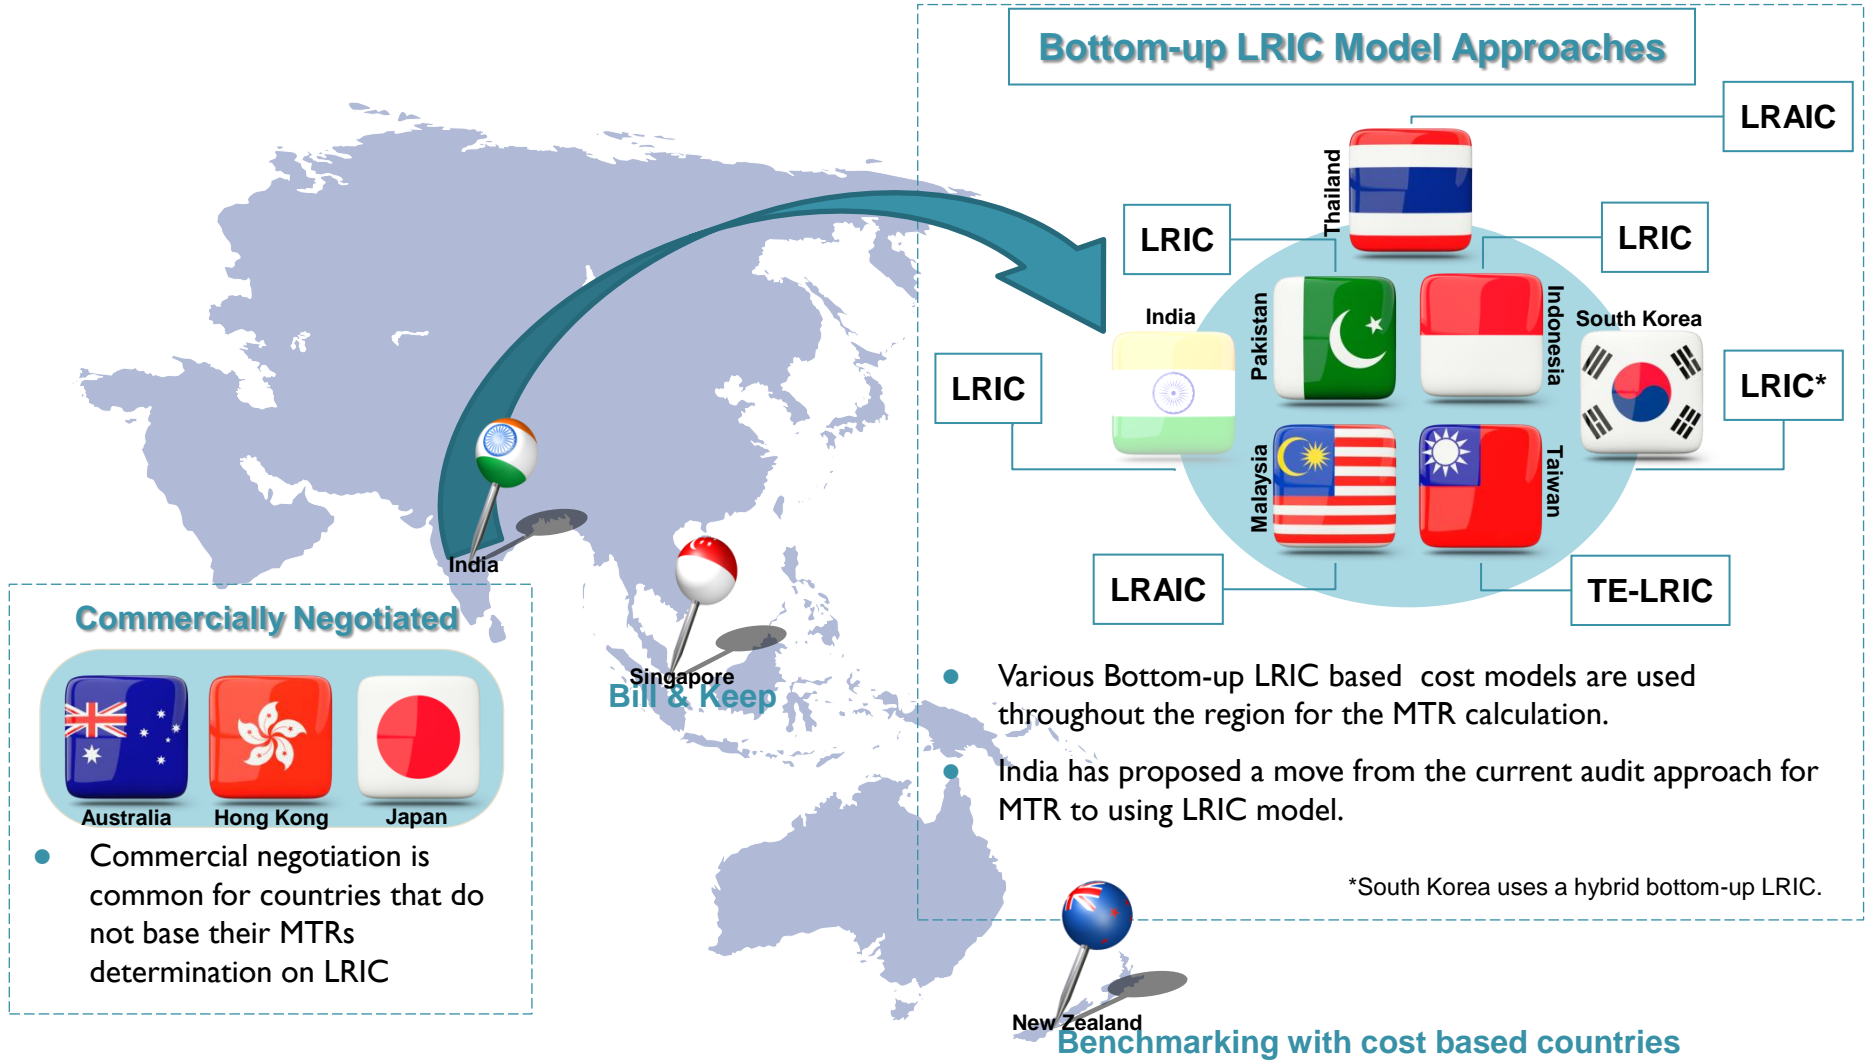 Bottom-up LRIC Model Approaches
LRAIC
Thailand
LRIC
LRIC
India
Pakistan
Indonesia
South Korea
LRIC
LRIC*
Malaysia
Taiwan
LRAIC
TE-LRIC
Various Bottom-up LRIC based cost models are used
throughout the region for the MTR calculation.
India has proposed a move from the current audit approach for
MTR to using LRIC model.
*South Korea uses a hybrid bottom-up LRIC.
India
Singapore
Bill & Keep
Commercially Negotiated
Australia
Hong Kong
Japan
Commercial negotiation is
common for countries that do
not base their MTRs
determination on LRIC
New Zealand
Benchmarking with cost based countries